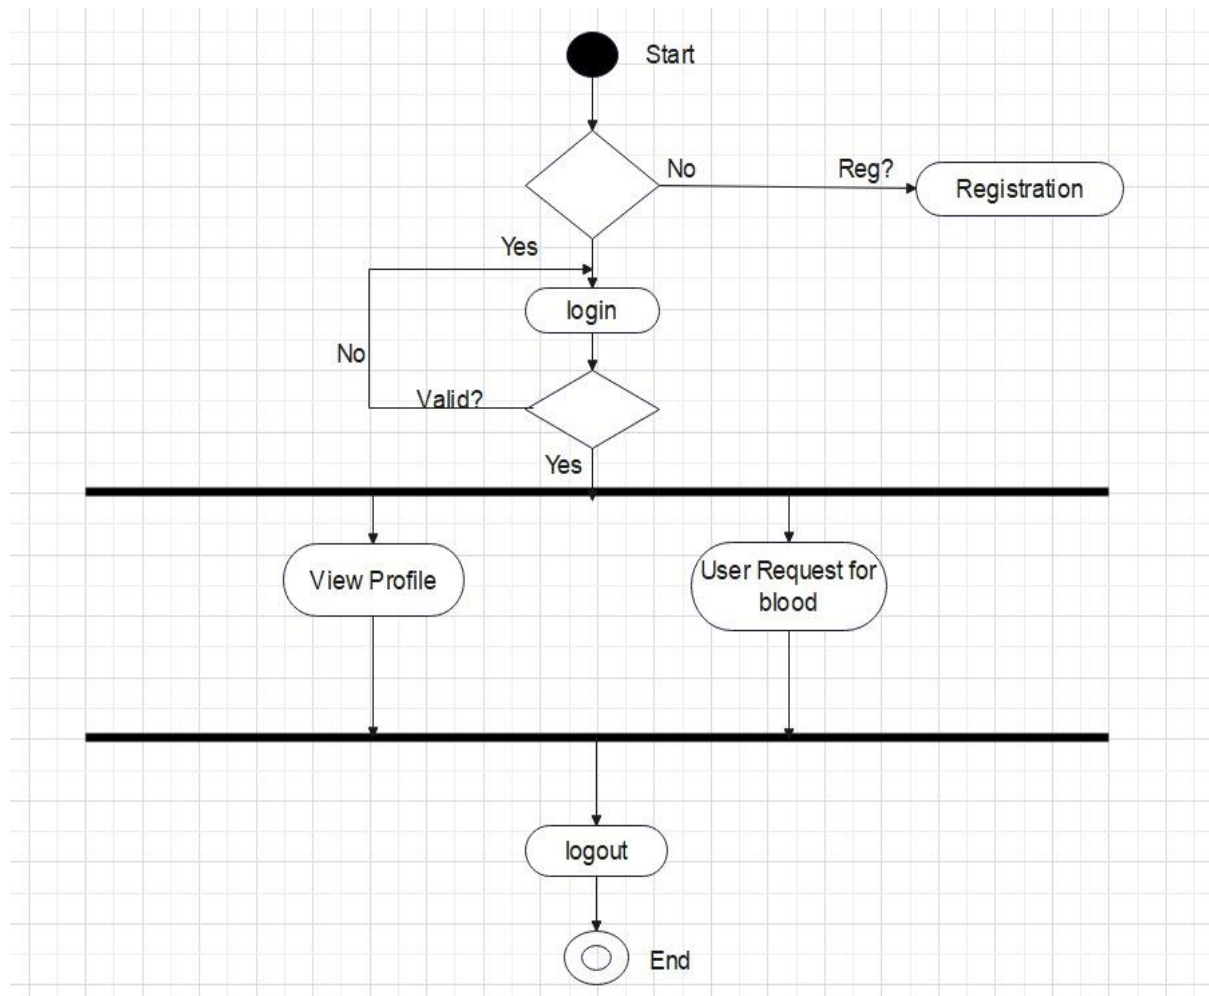 Start
No
Reg?
Registration
Yes
login
No
Valid?
Yes
View Profile
User Request for
blood
logout
End